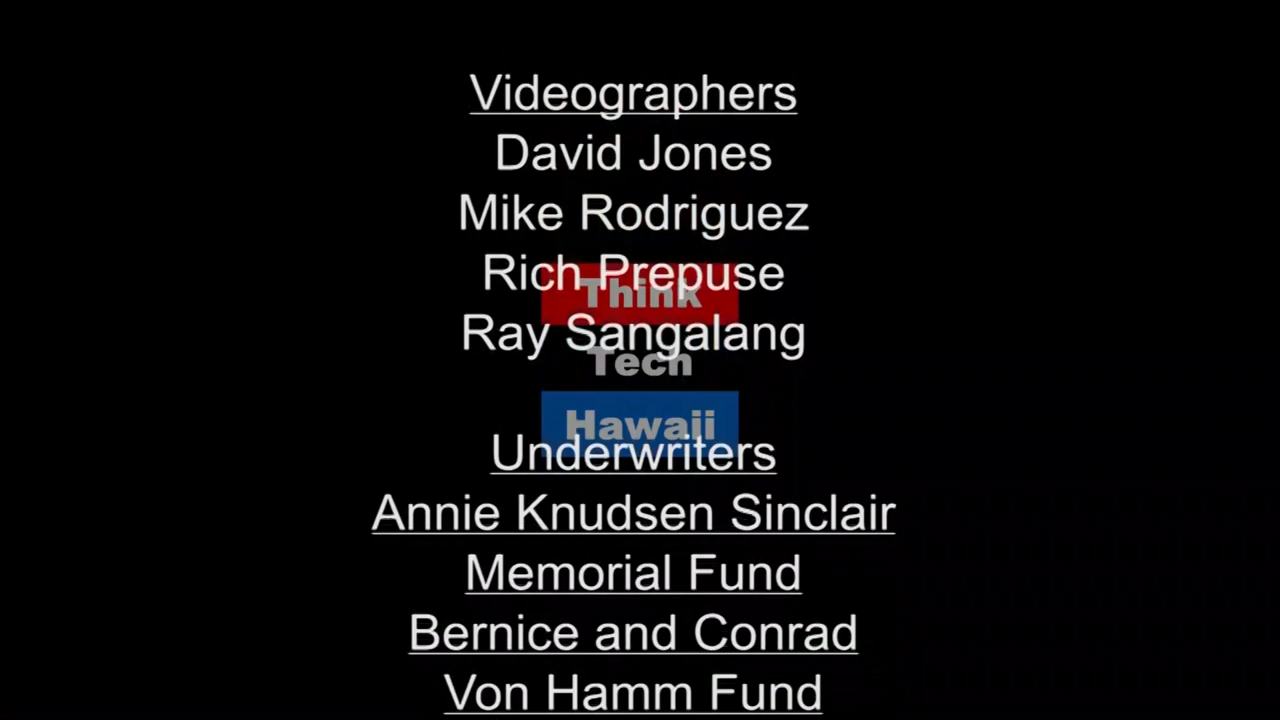 Videographers
David Jones
Mike Rodriguez
Rich Prepuse
Think
Ray Sangalang
Tech
Hawaii
Underwriters
Annie Knudsen Sinclair
Memorial Fund
Bernice and Conrad
Von Hamm Fund